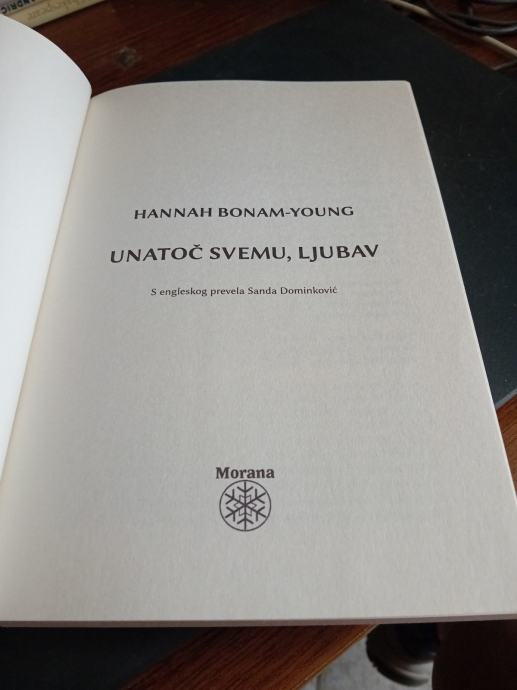 HANNAH BONAM-YOUNG
UNATOČ SVEMU, LJUBAV
S engleskog prevela Sanda Dominković
Morana